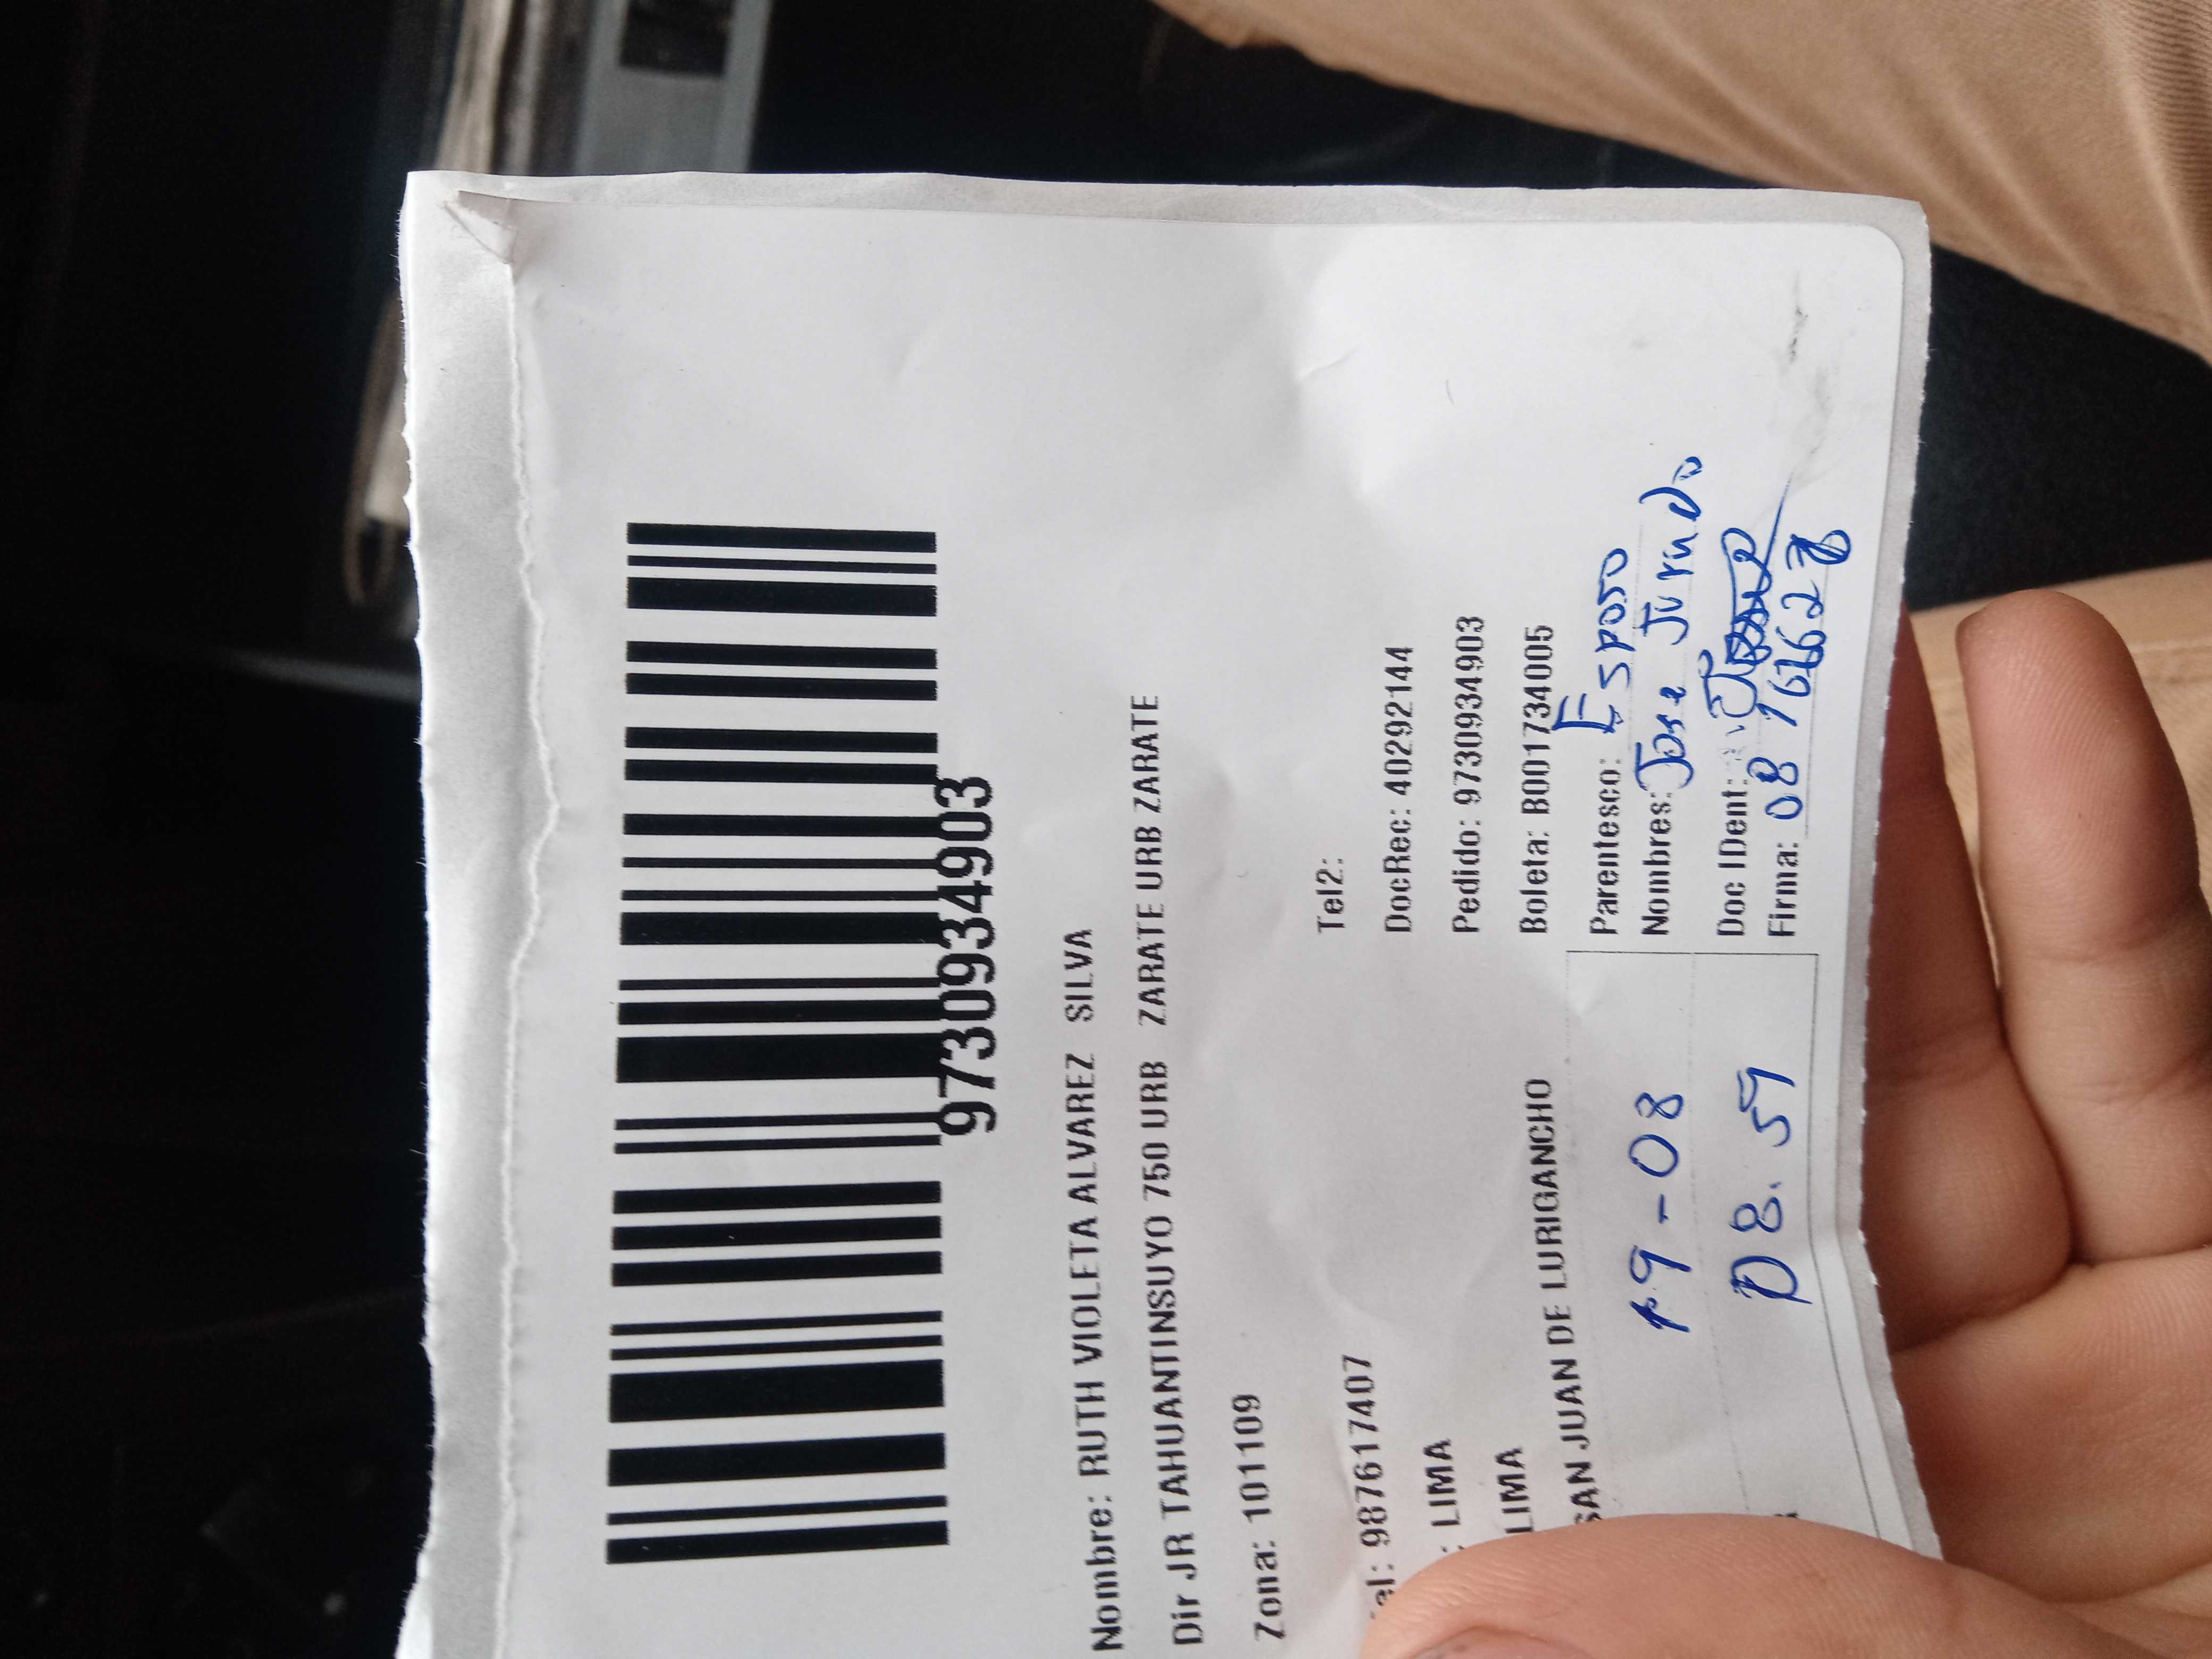 9730934903
Nombre: RUTH VIOLETA ALVAREZ SILVA
Dir JR TAHUANTINSUYO 750 URB ZARATE URB ZARATE
Zona: 101109
el: 987617407 Tel2:
: LIMA DocRec: 40292144
LIMA Pedido: 9730934903
SAN JUAN DE LURIGANCHO Boleta: B001734005
19-08 Parentesco: Esposo
Nombres: Jose Jurado
08.59 Doc IDent:
Firma: 08